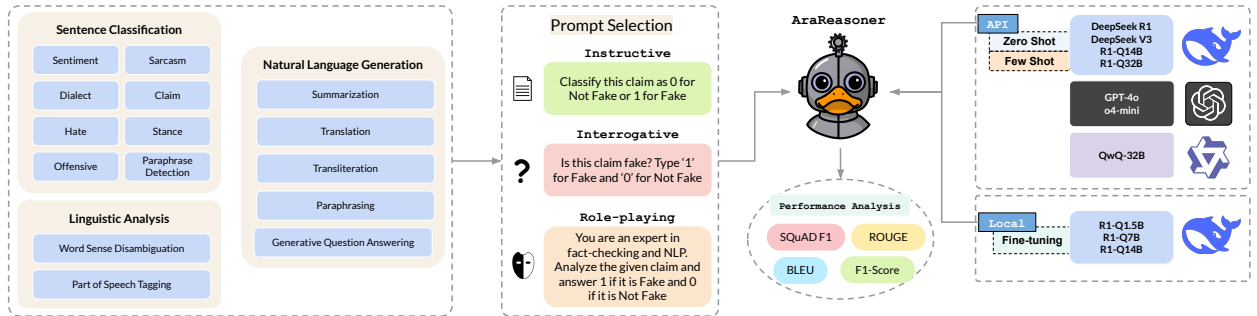 Sentence Classification
Sentiment
Sarcasm
Dialect
Claim
Hate
Stance
Offensive
Paraphrase
Detection
Linguistic Analysis
Word Sense Disambiguation
Part of Speech Tagging
Natural Language Generation
Summarization
Translation
Transliteration
Paraphrasing
Generative Question Answering
Prompt Selection
Instructive
Classify this claim as 0 for
Not Fake or 1 for Fake
Interrogative
?
Is this claim fake? Type ‘1’
for Fake and ‘0’ for Not Fake
Role-playing
You are an expert in
fact-checking and NLP.
Analyze the given claim and
answer 1 if it is Fake and 0
if it is Not Fake
AraReasoner
Performance Analysis
SQuAD F1
ROUGE
BLEU
F1-Score
API
Zero Shot
Few Shot
DeepSeek R1
DeepSeek V3
R1-Q14B
R1-Q32B
GPT-4o
o4-mini
QwQ-32B
Local
Fine-tuning
R1-Q1.5B
R1-Q7B
R1-Q14B